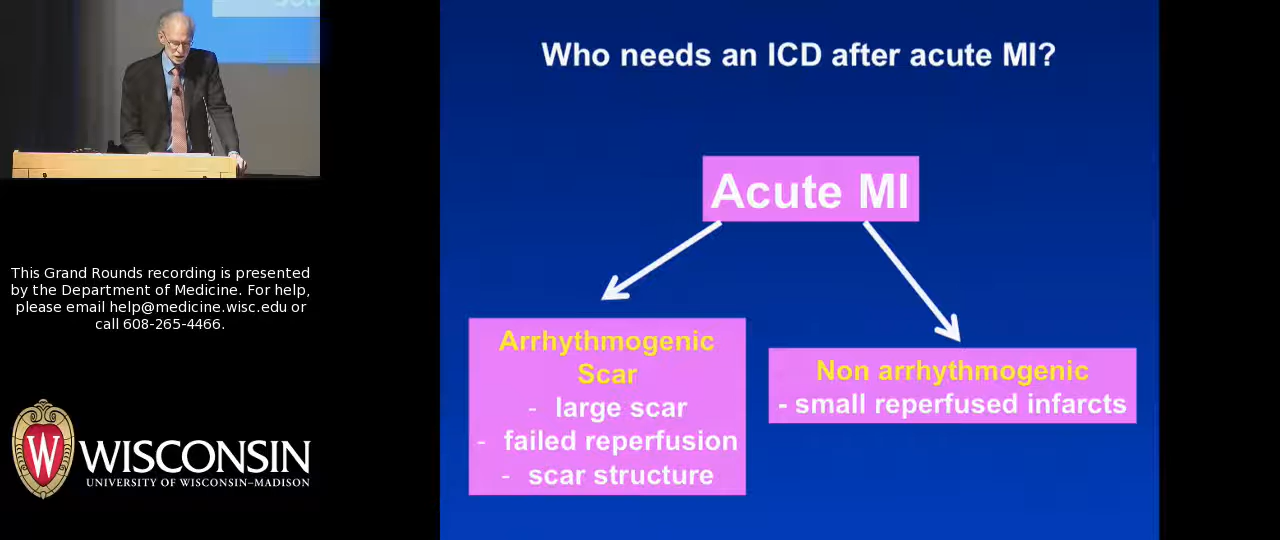 Who needs an ICD after acute MI?
Acute MI
Arrhythmogenic
Scar
- large scar
- failed reperfusion
- scar structure
Non arrhythmogenic
- small reperfused infarcts
This Grand Rounds recording is presented
by the Department of Medicine. For help,
please email help@medicine.wisc.edu or
call 608-265-4466.
W
WISCONSIN
UNIVERSITY OF WISCONSIN–MADISON